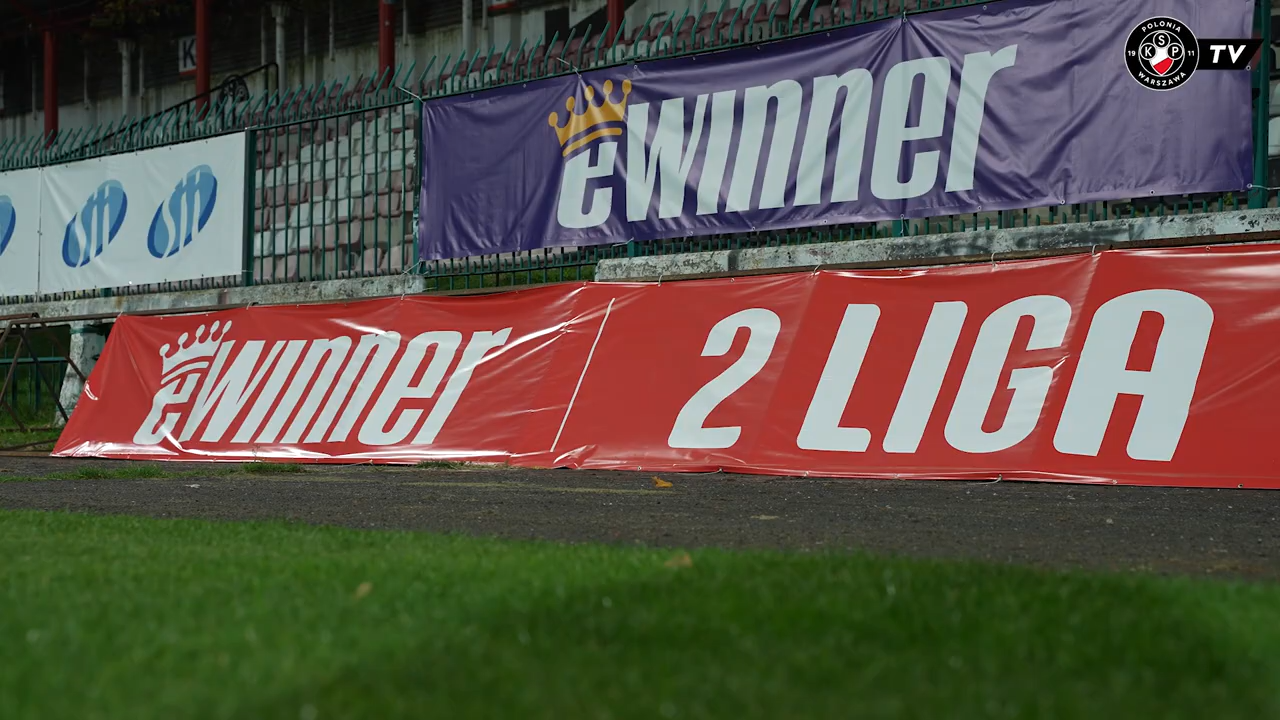 POLONIA
19 KSP 11
WARSZAWA
TV
K
ewinner
ewinner 2 LIGA